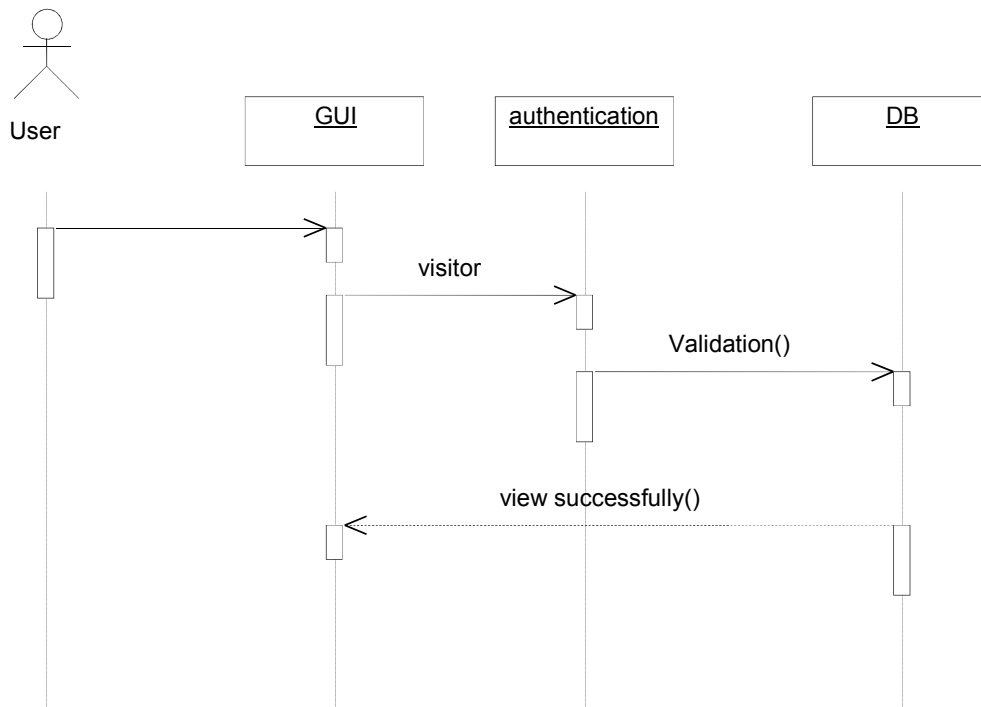 User
GUI
authentication
DB
visitor
Validation()
view successfully()